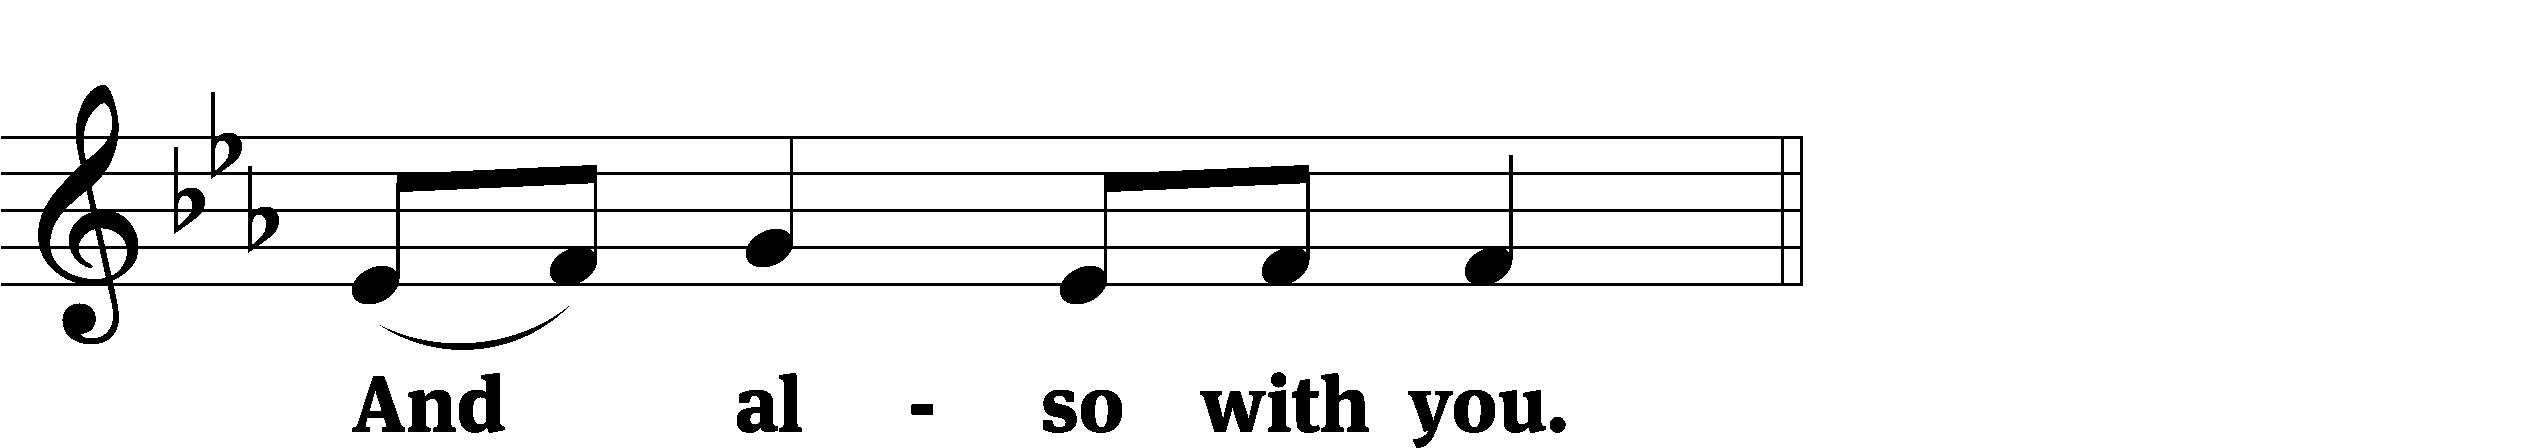 And al - so with you.